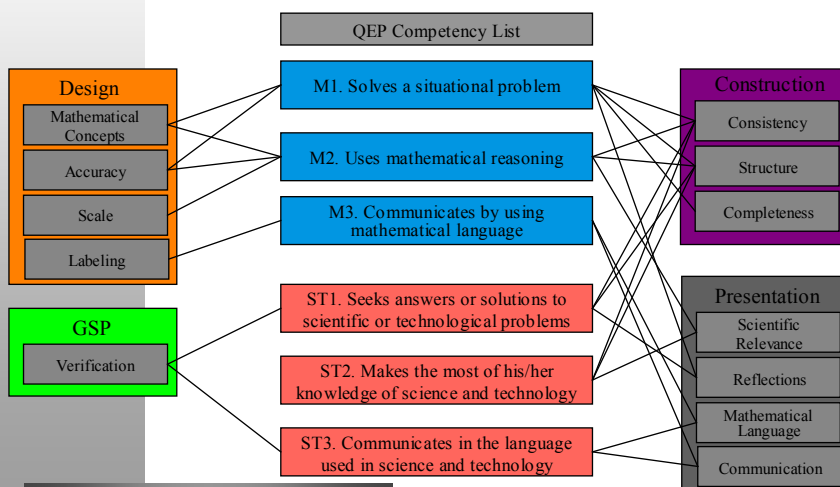 QEP Competency List
Design
Mathematical
Concepts
Accuracy
Scale
Labeling
GSP
Verification
M1. Solves a situational problem
M2. Uses mathematical reasoning
M3. Communicates by using
mathematical language
ST1. Seeks answers or solutions to
scientific or technological problems
ST2. Makes the most of his/her
knowledge of science and technology
ST3. Communicates in the language
used in science and technology
Construction
Consistency
Structure
Completeness
Presentation
Scientific
Relevance
Reflections
Mathematical
Language
Communication